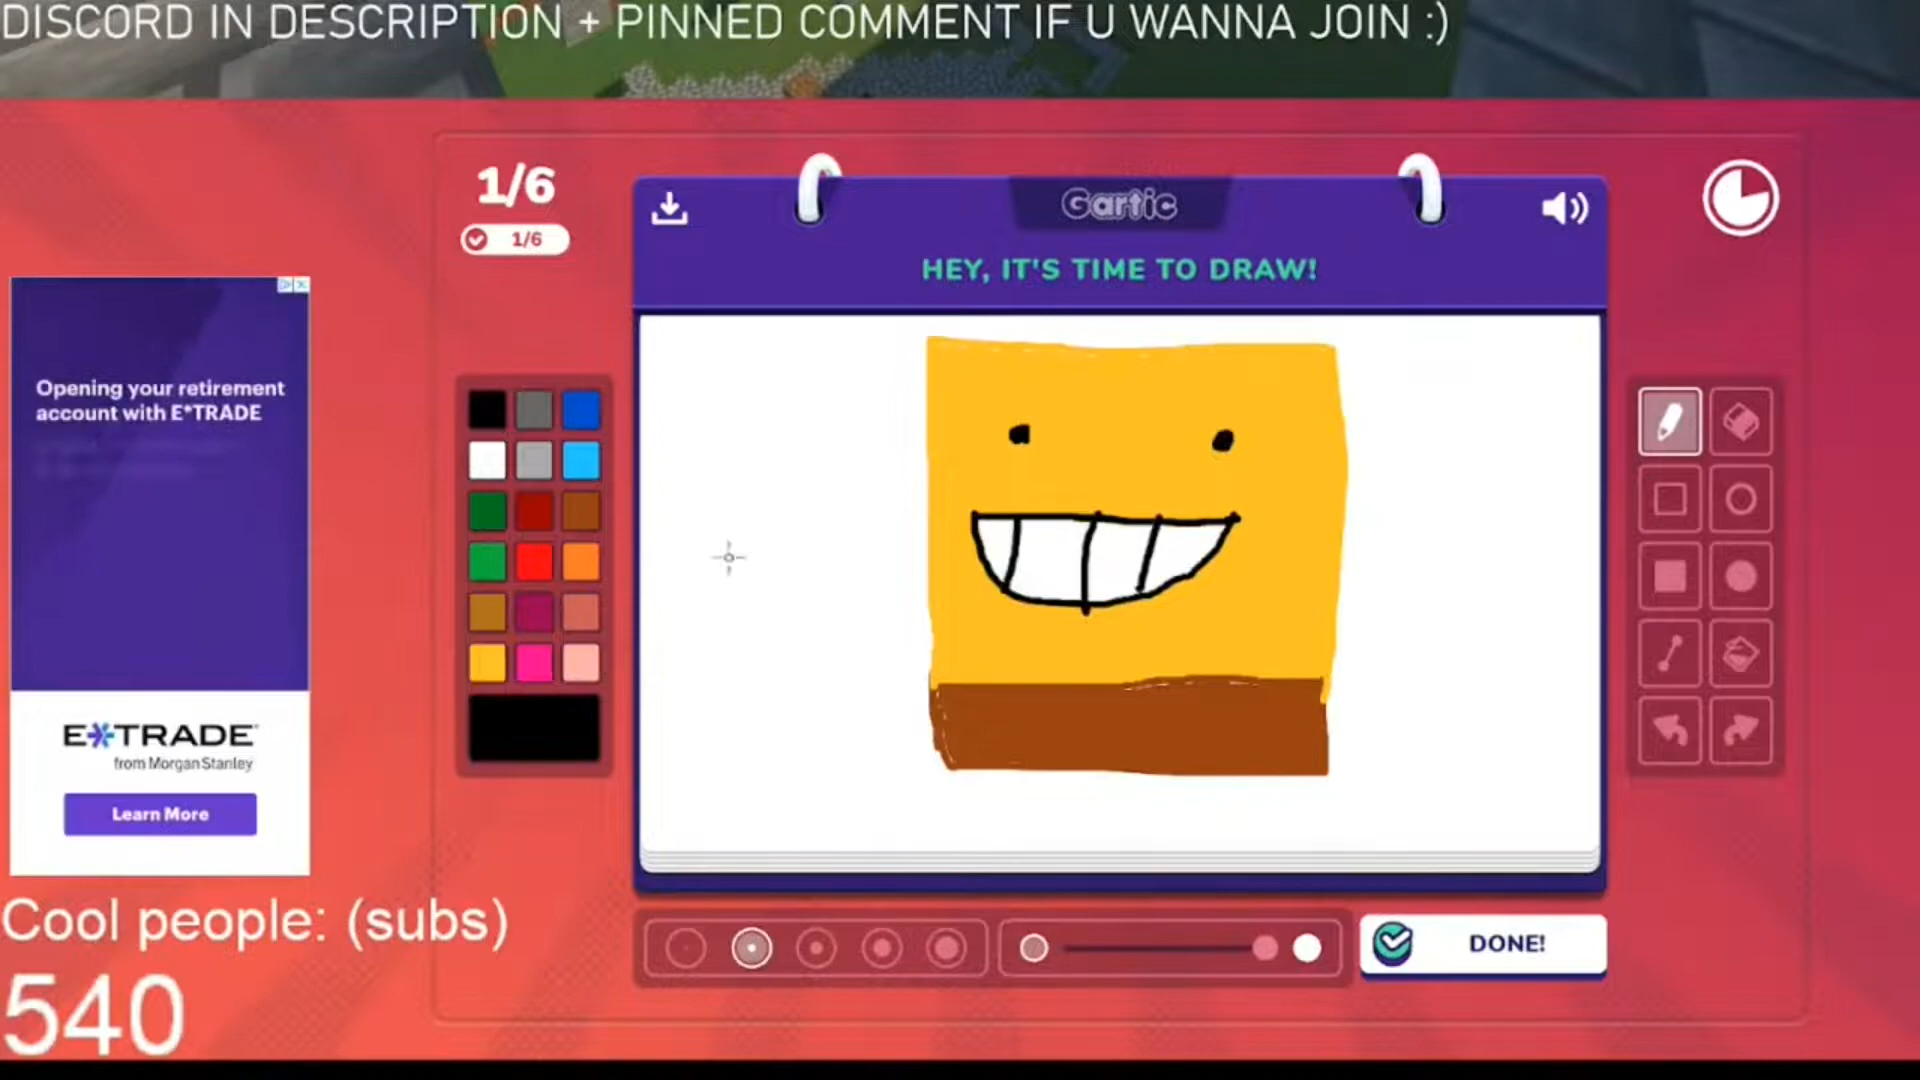 DISCORD IN DESCRIPTION + PINNED COMMENT IF U WANNA JOIN :)
1/6
1/6
Gartic
HEY, IT'S TIME TO DRAW!
Opening your retirement
account with E*TRADE
E*TRADE
from Morgan Stanley
Learn More
Cool people: (subs)
540
DONE!